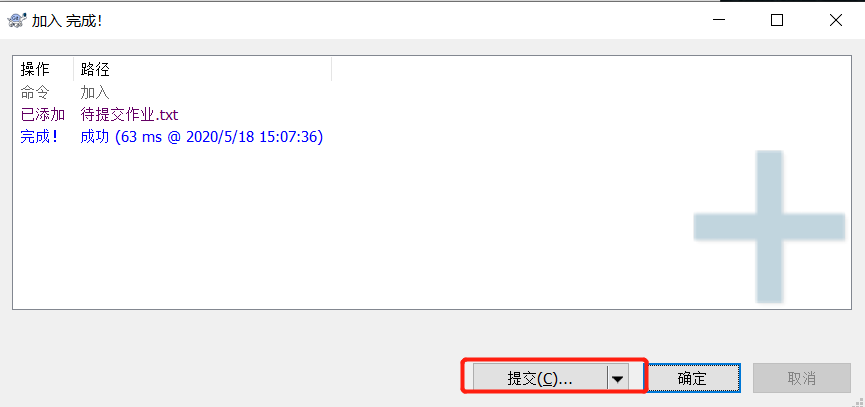 加入 完成!
操作 路径
命令 加入
已添加 待提交作业.txt
完成! 成功 (63 ms @ 2020/5/18 15:07:36)
提交(C)... 确定 取消